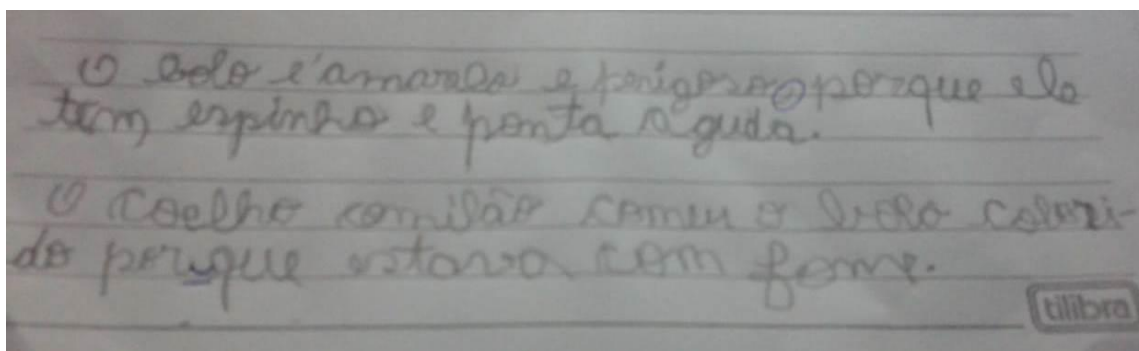 O é amarelo e perigoso porque ele
tem espinho e ponta aguda.
O coelho comilão comeu o bolo colori-
do porque estava com fome.
tilibra